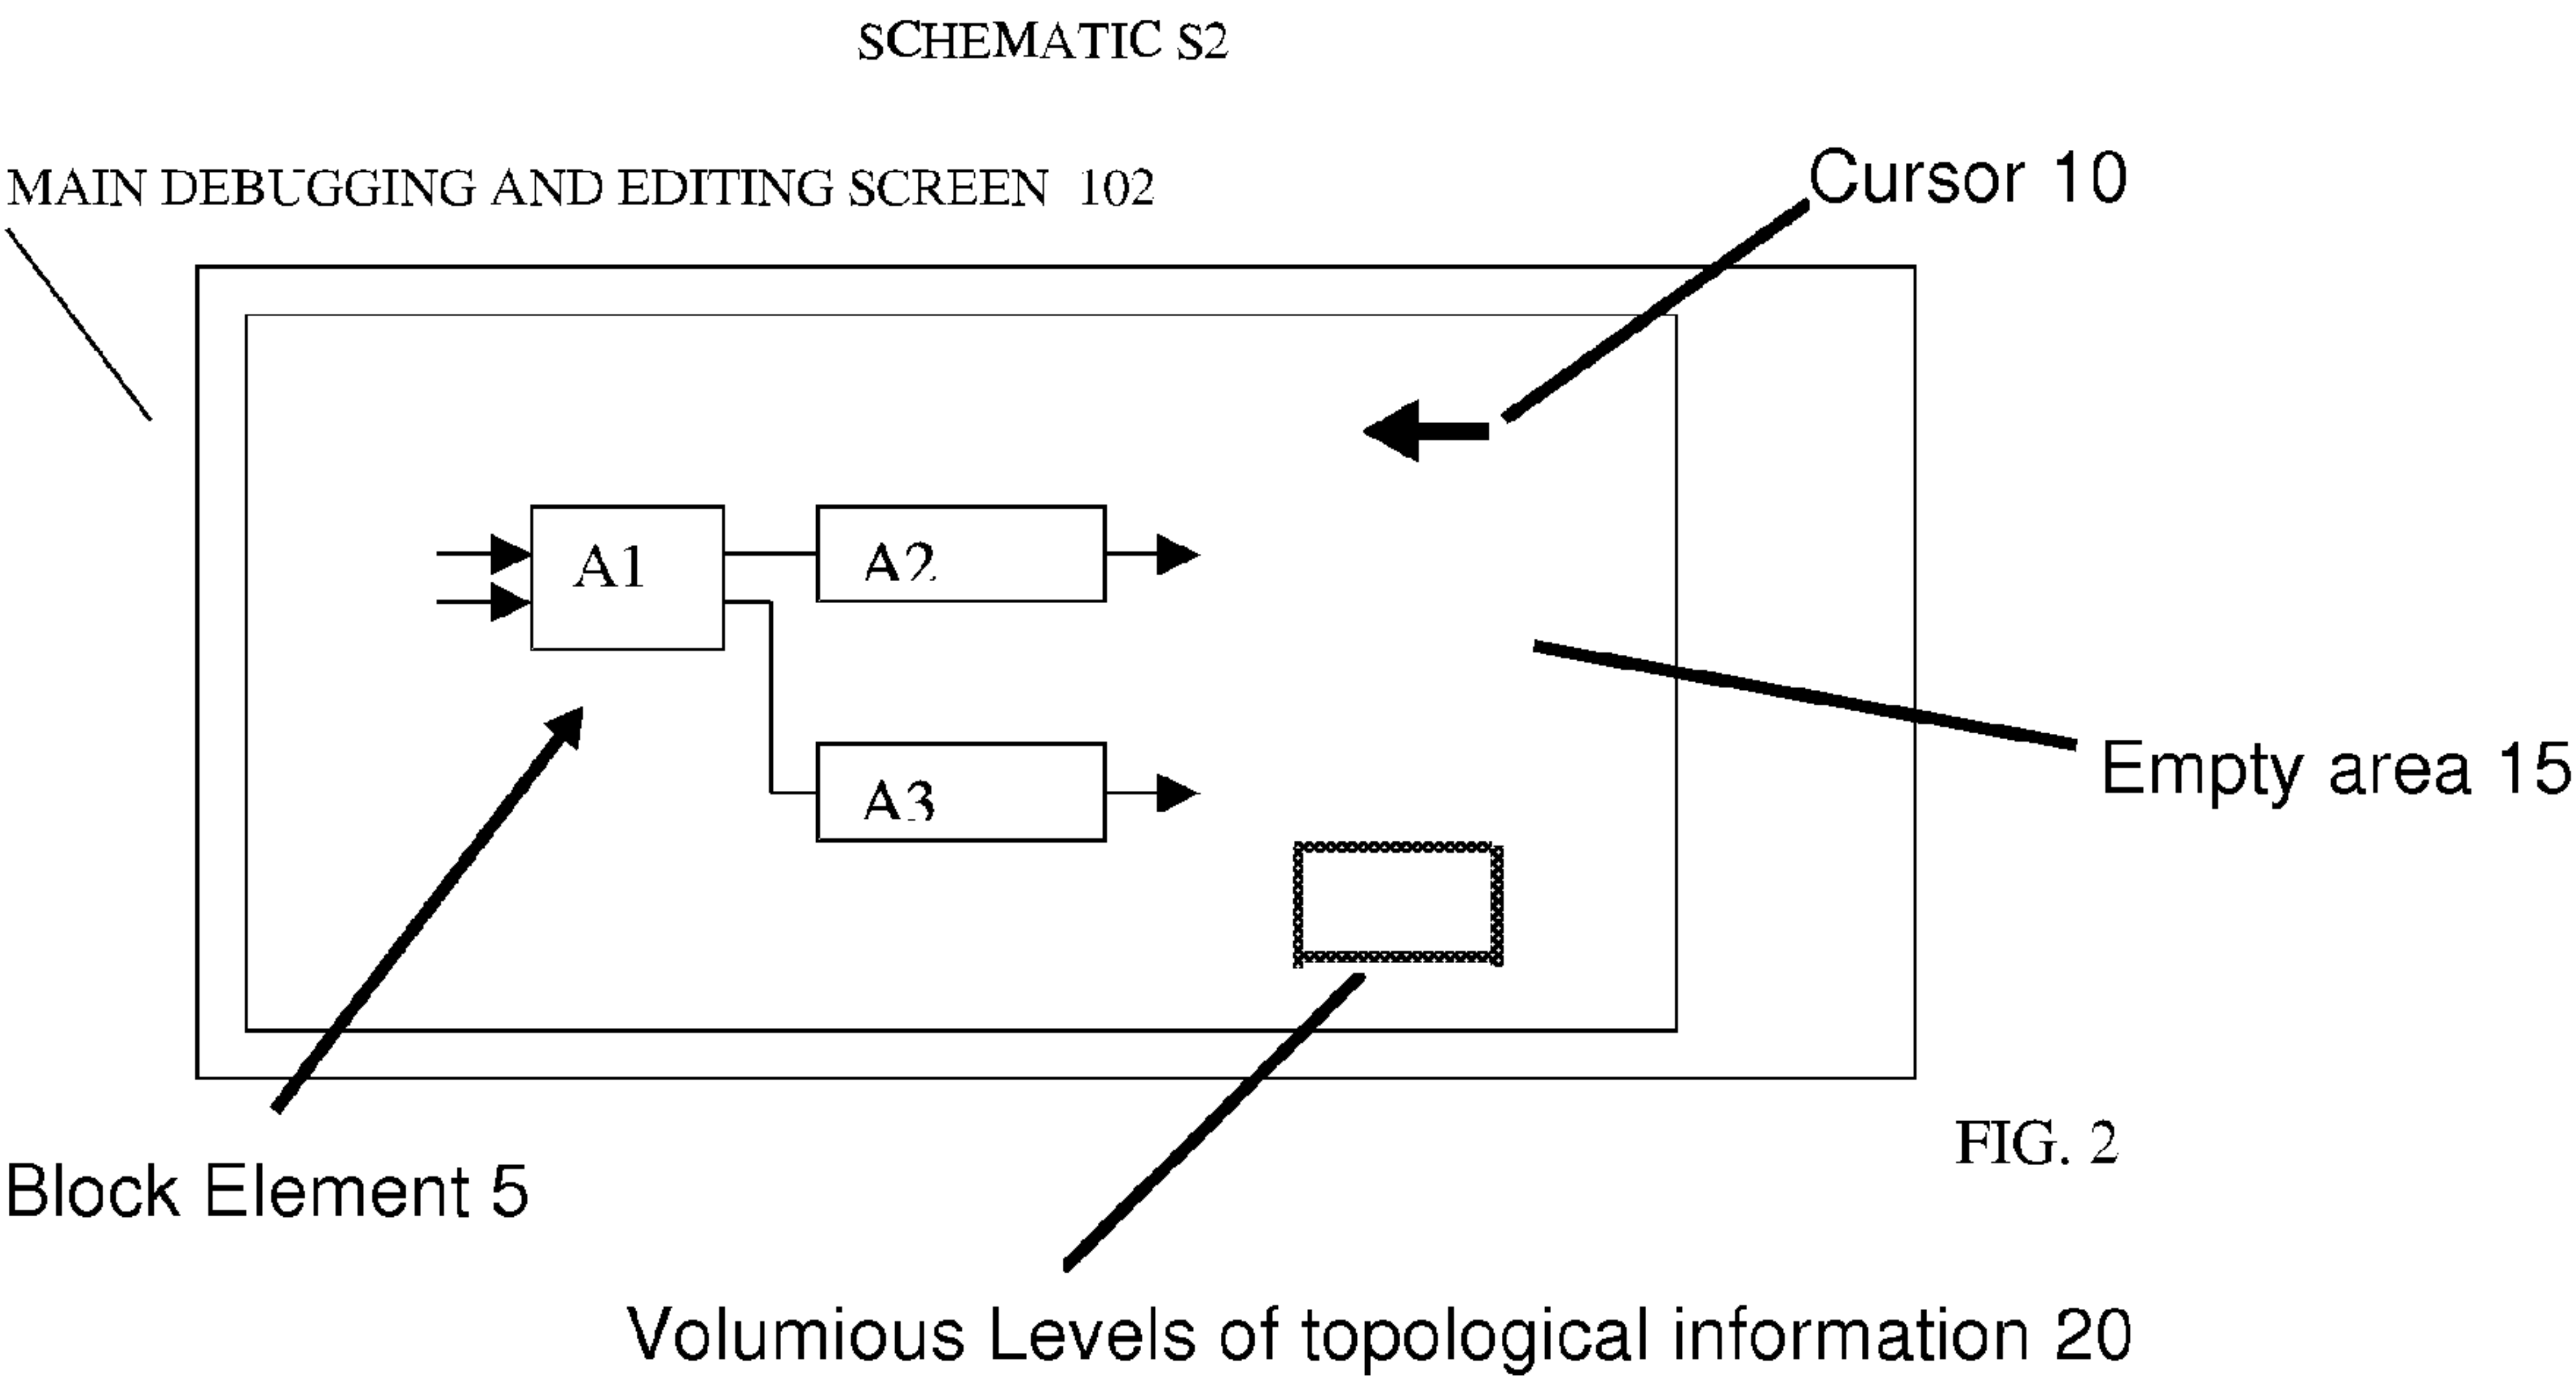 SCHEMATIC S2
MAIN DEBUGGING AND EDITING SCREEN 102
Cursor 10
A1
A2
A3
Empty area 15
Block Element 5
FIG. 2
Volumious Levels of topological information 20